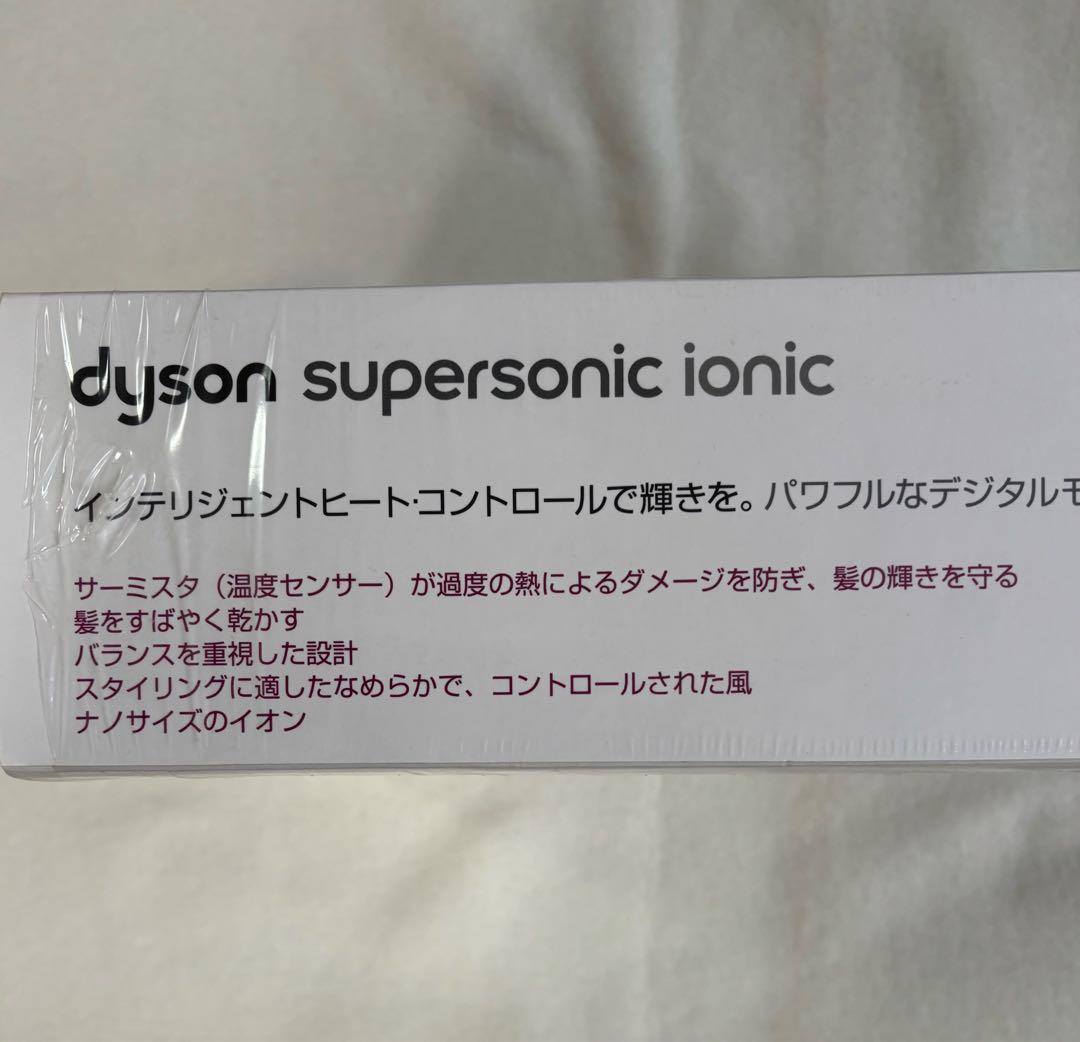 dyson supersonic ionic
インテリジェントヒート・コントロールで輝きを。パワフルなデジタルモ
サーミスタ（温度センサー）が過度の熱によるダメージを防ぎ、髪の輝きを守る
髪をすばやく乾かす
バランスを重視した設計
スタイリングに適したなめらかで、コントロールされた風
ナノサイズのイオン